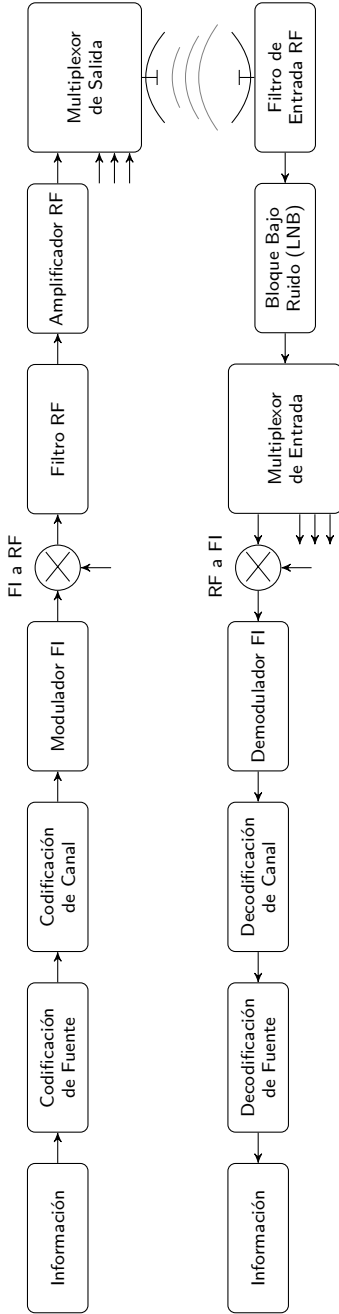 Información
Codificación
de Fuente
Codificación
de Canal
Modulador FI
FI a RF
Filtro RF
Amplificador RF
Multiplexor
de Salida
Filtro de
Entrada RF
Bloque Bajo
Ruido (LNB)
Multiplexor
de Entrada
RF a FI
Demodulador FI
Decodificación
de Canal
Decodificación
de Fuente
Información